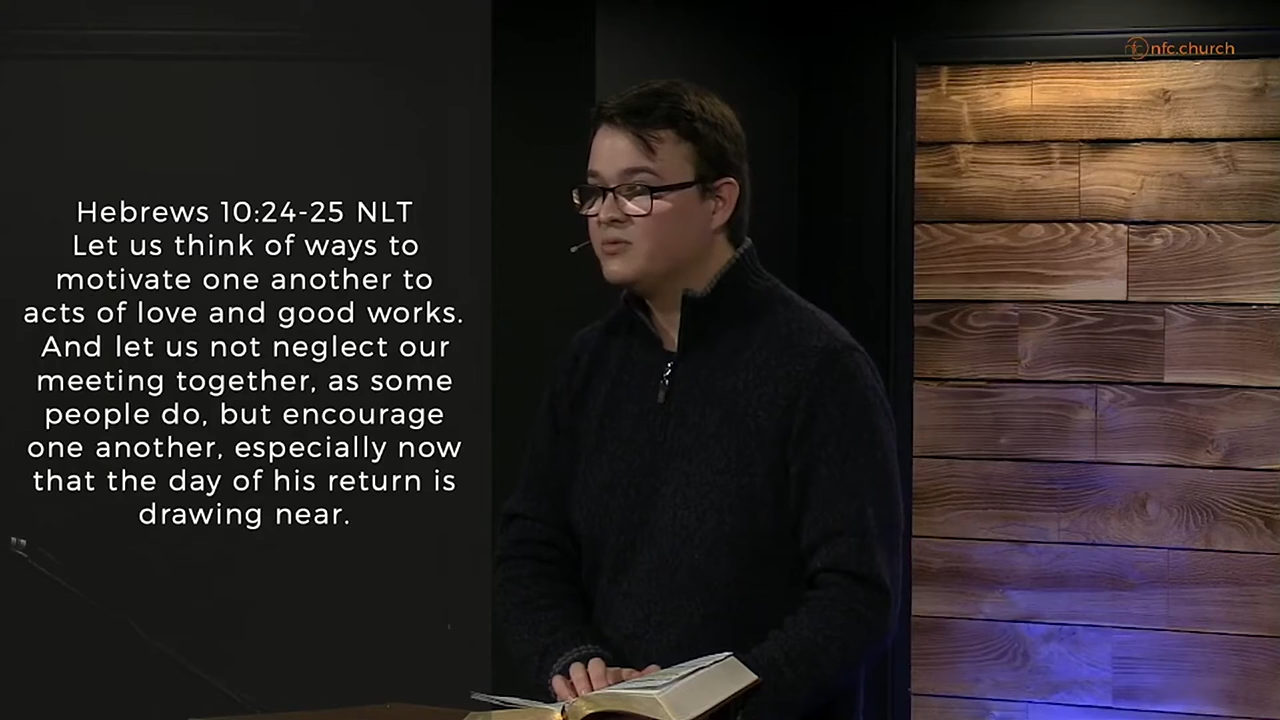 nfc.church
Hebrews 10:24-25 NLT
Let us think of ways to
motivate one another to
acts of love and good works.
And let us not neglect our
meeting together, as some
people do, but encourage
one another, especially now
that the day of his return is
drawing near.